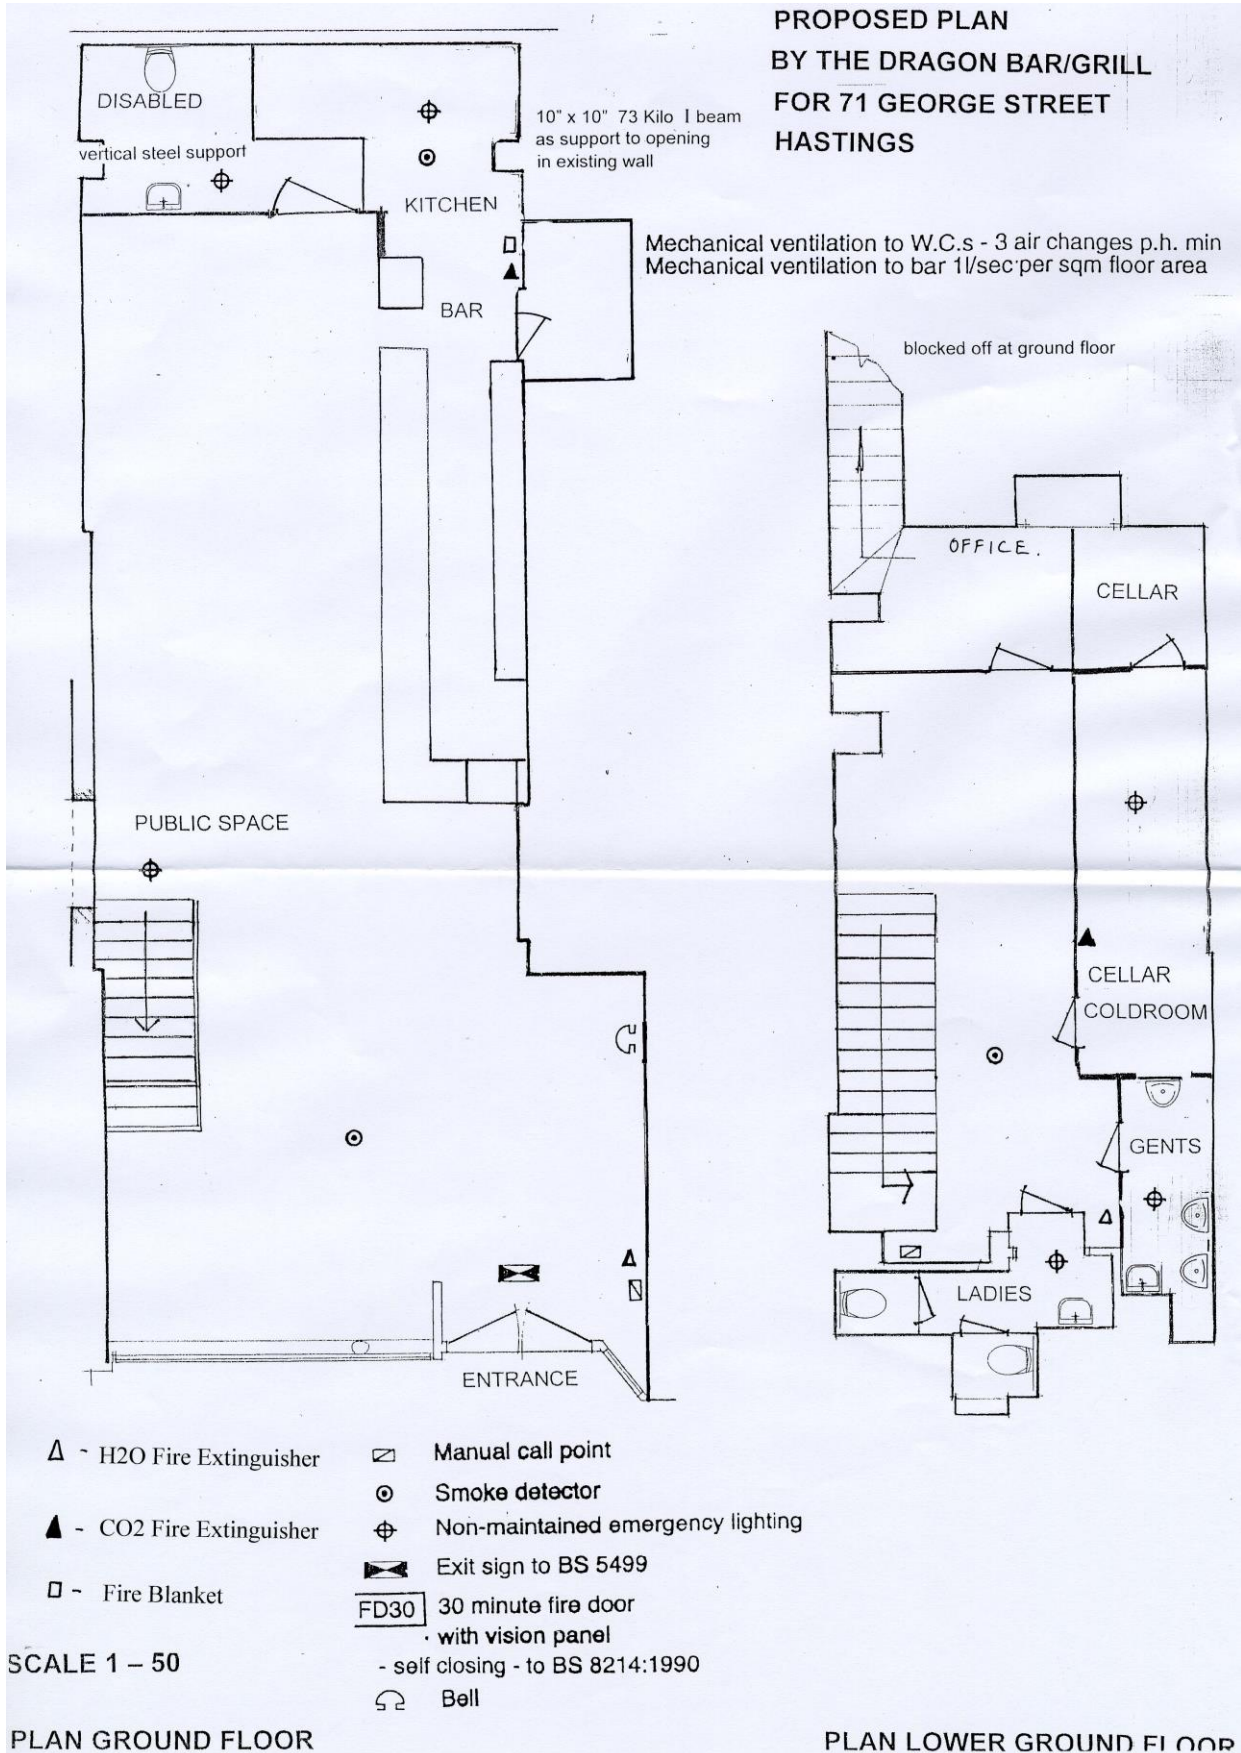 PROPOSED PLAN
BY THE DRAGON BAR/GRILL
FOR 71 GEORGE STREET
HASTINGS
DISABLED
vertical steel support
10" x 10" 73 Kilo I beam
as support to opening
in existing wall
KITCHEN
BAR
Mechanical ventilation to W.C.s - 3 air changes p.h. min
Mechanical ventilation to bar 1l/sec per sqm floor area
blocked off at ground floor
OFFICE.
CELLAR
PUBLIC SPACE
CELLAR
COLDROOM
GENTS
LADIES
ENTRANCE
- H2O Fire Extinguisher
- CO2 Fire Extinguisher
- Fire Blanket
Manual call point
Smoke detector
Non-maintained emergency lighting
Exit sign to BS 5499
FD30 30 minute fire door
with vision panel
- self closing - to BS 8214:1990
Bell
SCALE 1 – 50
PLAN GROUND FLOOR
PLAN LOWER GROUND FLOOR